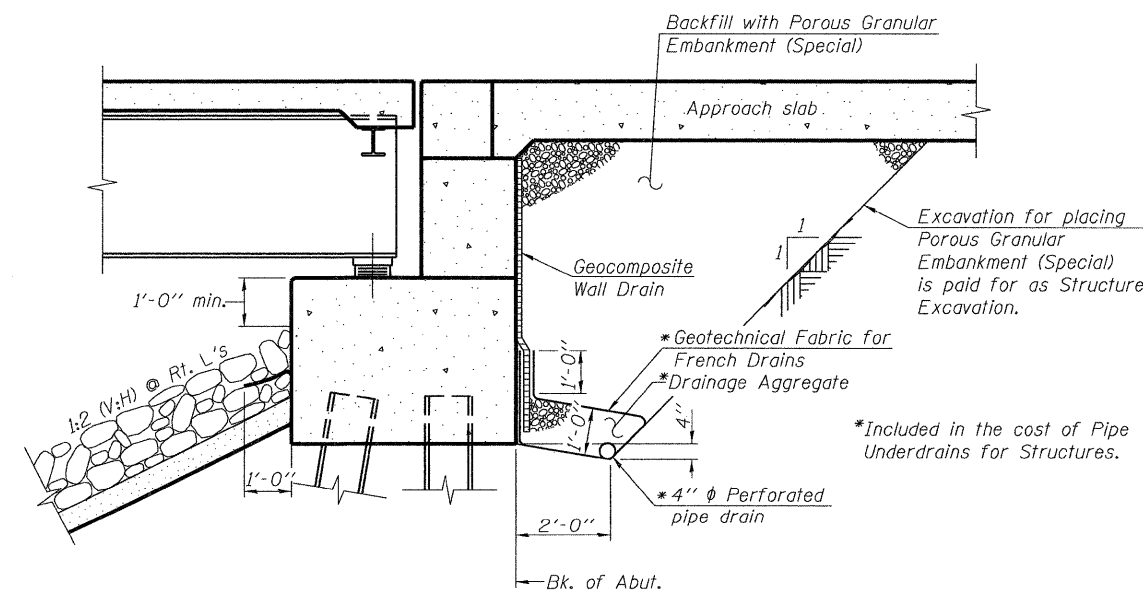 Backfill with Porous Granular
Embankment (Special)
Approach slab
Excavation for placing
Porous Granular
Embankment (Special)
is paid for as Structure
Excavation.
1
1
Geocomposite
Wall Drain
1'-0" min.
1:2 (V:H) @ Rt. L's
*Geotechnical Fabric for
French Drains
*Drainage Aggregate
1'-0"
1'-0"
4"
*Included in the cost of Pipe
Underdrains for Structures.
1'-0"
*4" ϕ Perforated
pipe drain
2'-0"
Bk. of Abut.